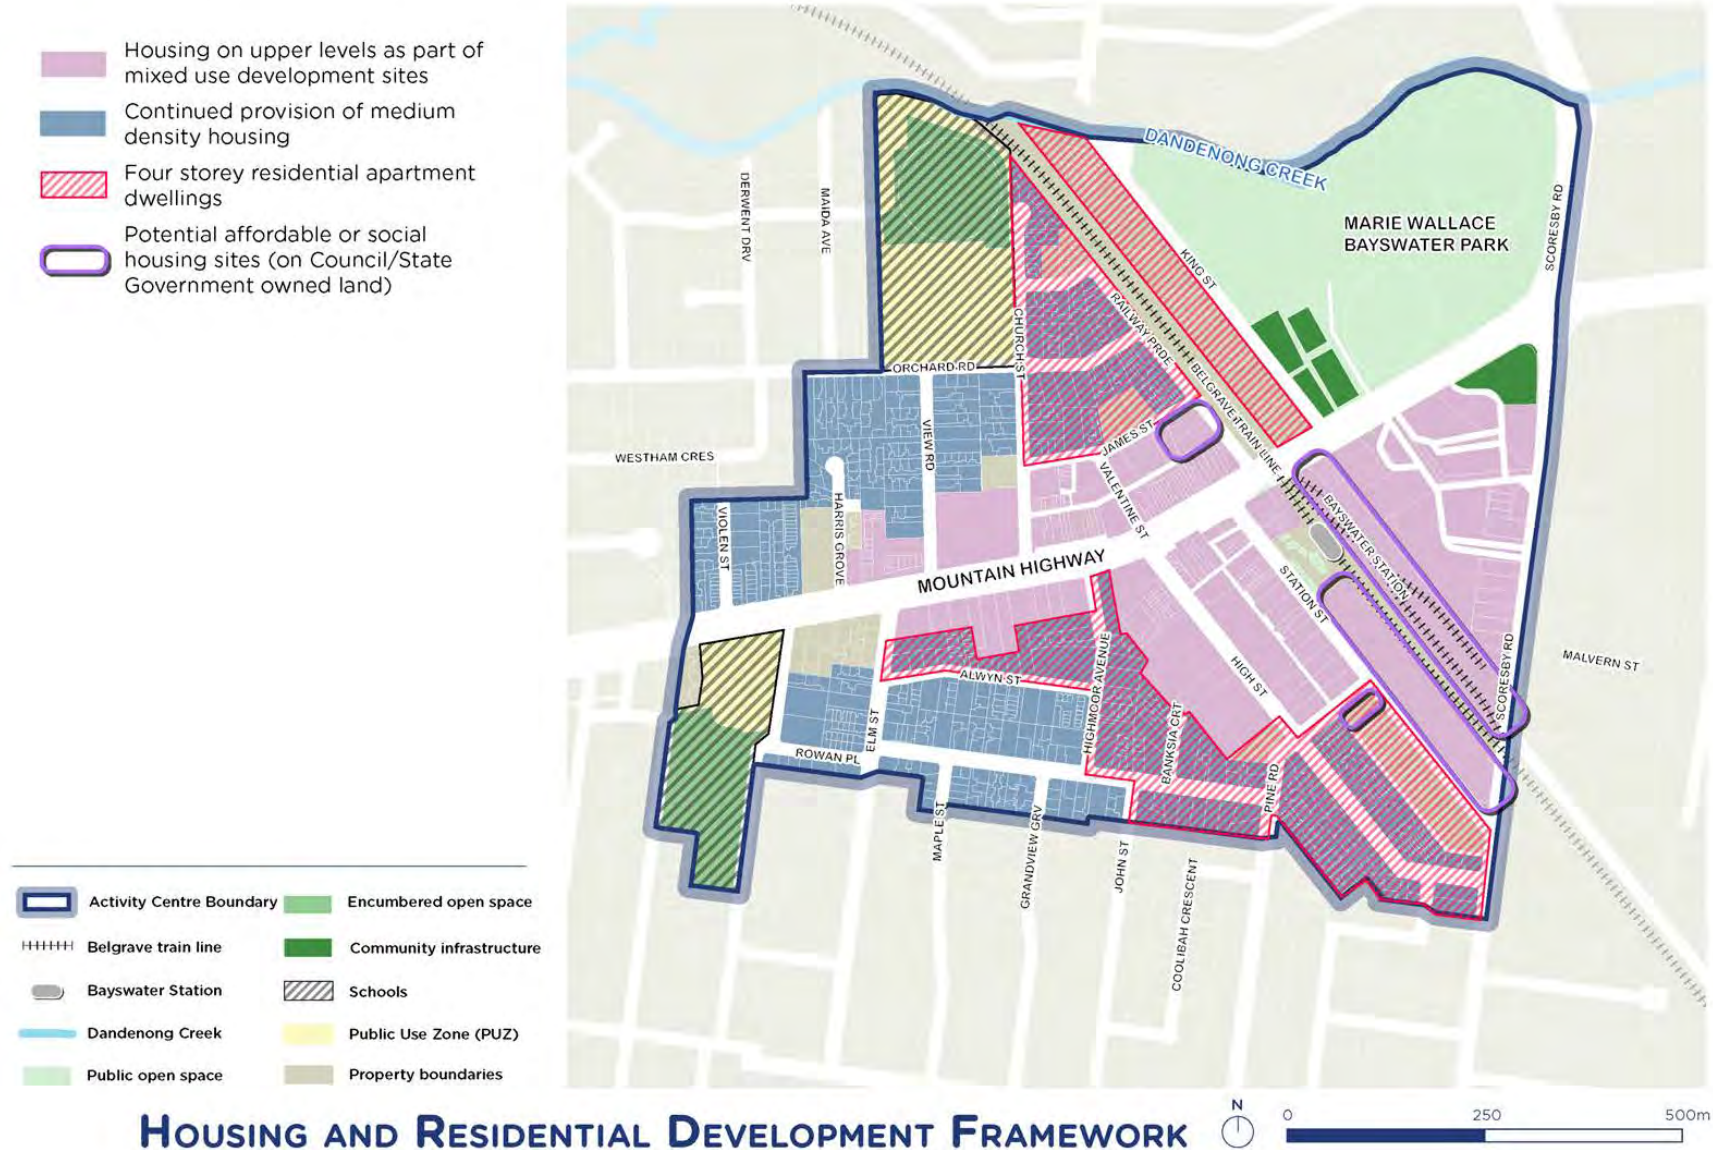 Housing on upper levels as part of
mixed use development sites
Continued provision of medium
density housing
Four storey residential apartment
dwellings
Potential affordable or social
housing sites (on Council/State
Government owned land)
Activity Centre Boundary
Belgrave train line
Bayswater Station
Dandenong Creek
Public open space
Encumbered open space
Community infrastructure
Schools
Public Use Zone (PUZ)
Property boundaries
DANDENONG CREEK
MARIE WALLACE
BAYSWATER PARK
SCORESBY RD
DERWENT DRV
MAIDA AVE
KING ST
CHURCH ST
RAILWAY PRDE
BELGRAVE TRAIN LINE
ORCHARD RD
VIEW RD
JAMES ST
WESTHAM CRES
VALENTINE ST
VIOLEN ST
HARRIS GROVE
MOUNTAIN HIGHWAY
BAYSWATER STATION
STATION ST
HIGH ST
SCORESBY RD
MALVERN ST
ALWYN ST
HIGHMOOR AVENUE
BANKSIA CRT
ELM ST
ROWAN PL
PINE RD
MAPLE ST
GRANDVIEW GRV
JOHN ST
COOLIBAH CRESCENT
HOUSING AND RESIDENTIAL DEVELOPMENT FRAMEWORK
N
0 250 500m